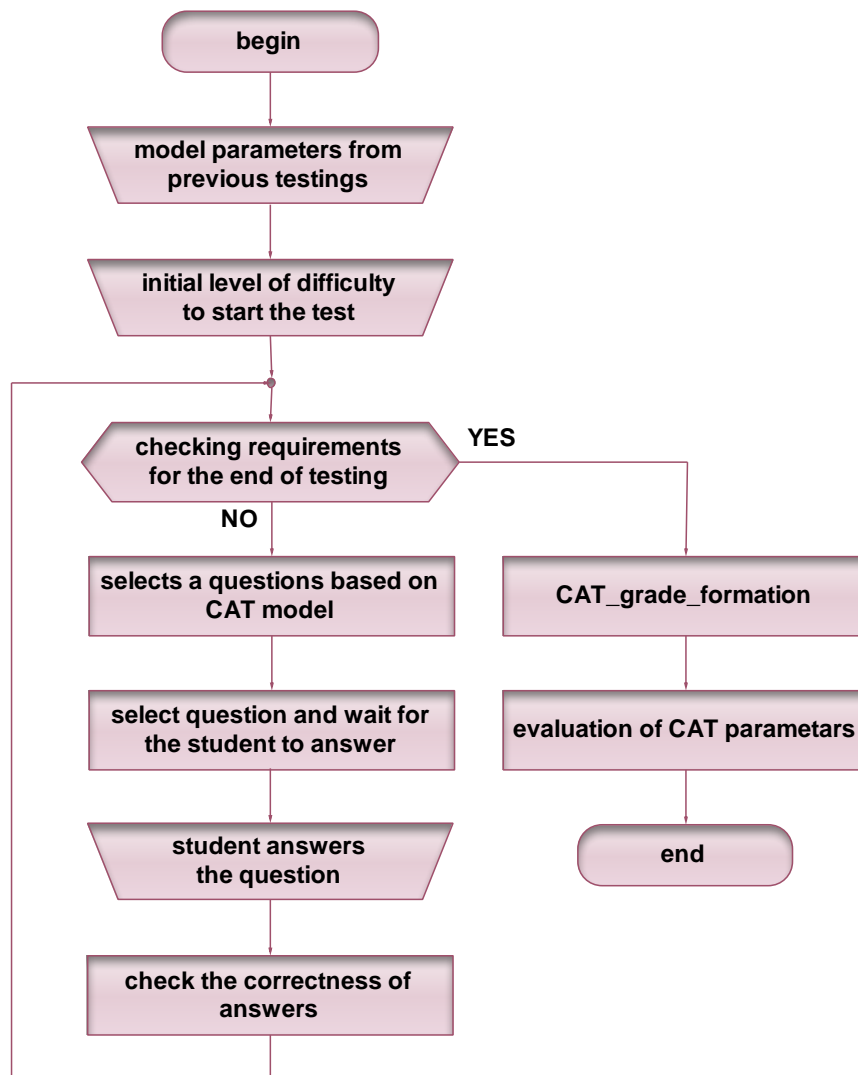 begin
model parameters from
previous testings
initial level of difficulty
to start the test
checking requirements
for the end of testing
YES
NO
selects a questions based on
CAT model
CAT_grade_formation
select question and wait for
the student to answer
evaluation of CAT parametars
student answers
the question
end
check the correctness of
answers